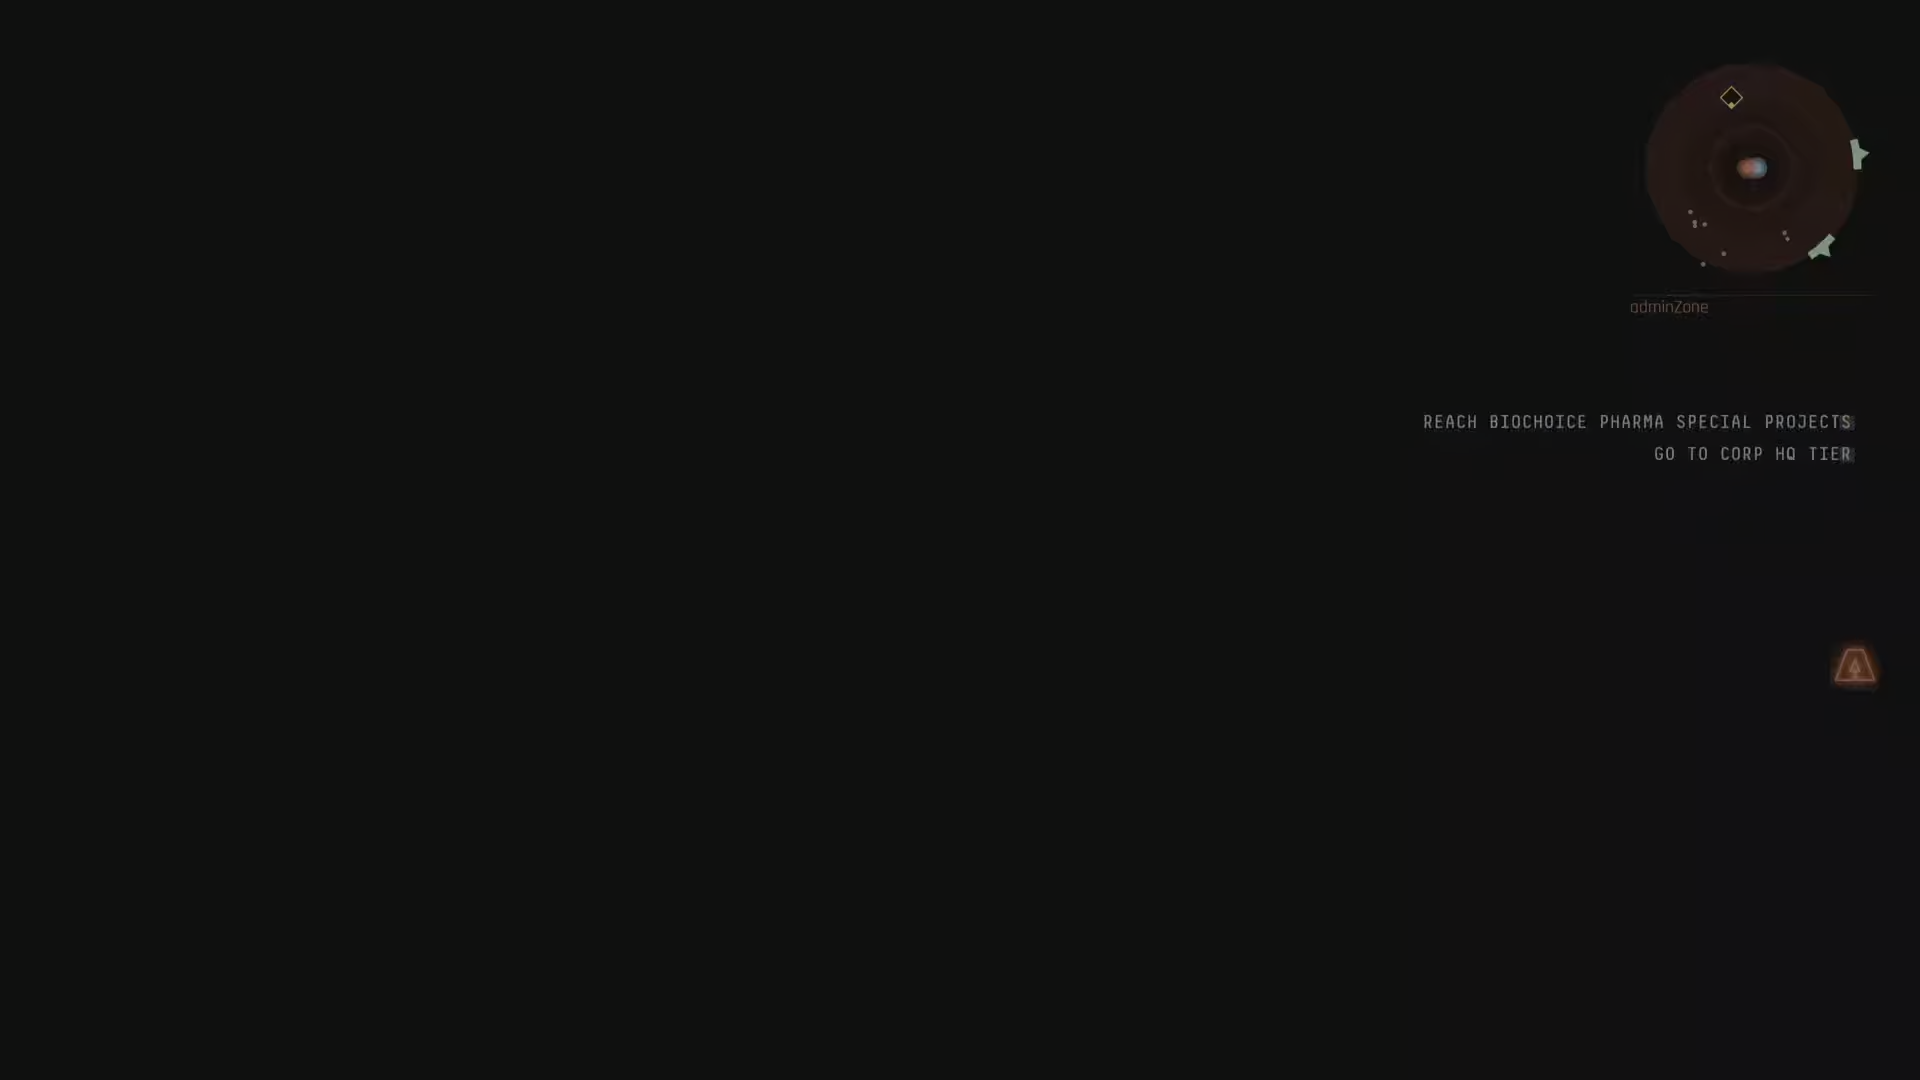 adminZone
REACH BIOCHOICE PHARMA SPECIAL PROJECTS
GO TO CORP HQ TIER